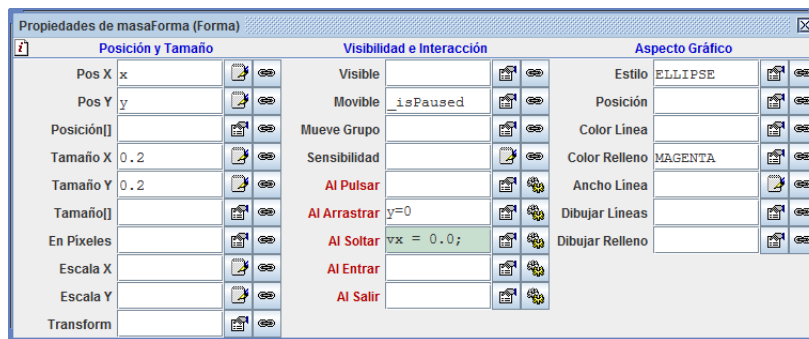 Propiedades de masaForma (Forma)
Posición y Tamaño Visibilidad e Interacción Aspecto Gráfico
Pos X x Visible Estilo ELLIPSE
Pos Y y Movible _isPaused Posición
Posición[] Mueve Grupo Color Línea
Tamaño X 0.2 Sensibilidad Color Relleno MAGENTA
Tamaño Y 0.2 Al Pulsar Ancho Línea
Tamaño[] Al Arrastrar y=0 Dibujar Líneas
En Píxeles Al Soltar vx = 0.0; Dibujar Relleno
Escala X Al Entrar
Escala Y Al Salir
Transform